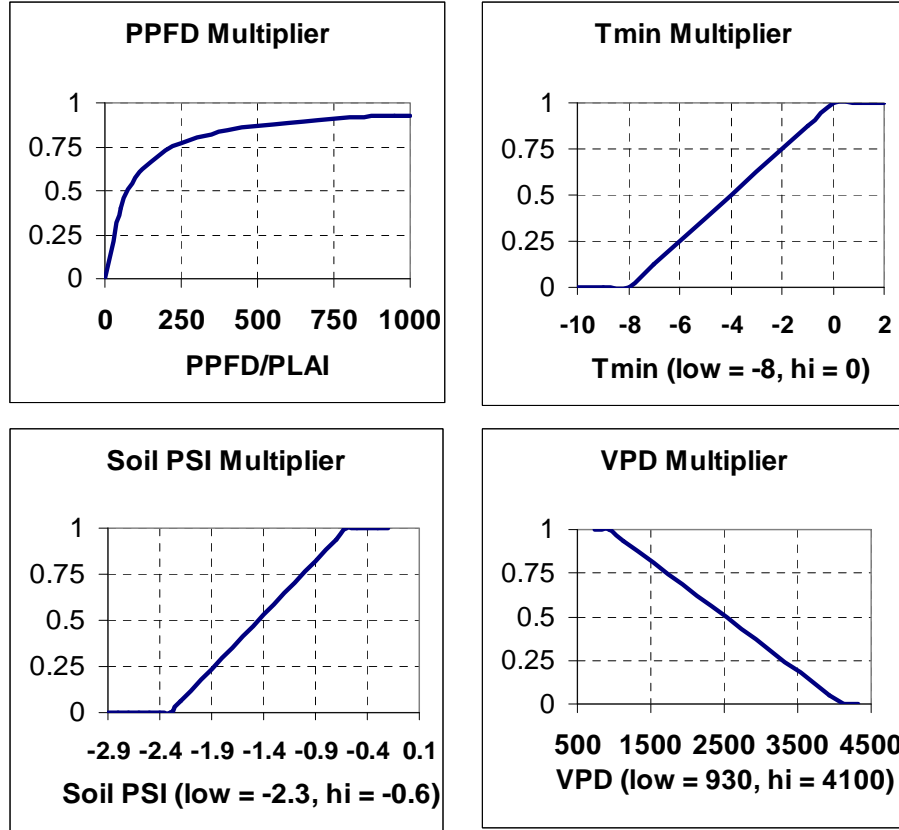 PPFD Multiplier
1
0.75
0.5
0.25
0
0 250 500 750 1000
PPFD/PLAI
Tmin Multiplier
1
0.75
0.5
0.25
0
-10 -8 -6 -4 -2 0 2
Tmin (low = -8, hi = 0)
Soil PSI Multiplier
1
0.75
0.5
0.25
0
-2.9 -2.4 -1.9 -1.4 -0.9 -0.4 0.1
Soil PSI (low = -2.3, hi = -0.6)
VPD Multiplier
1
0.75
0.5
0.25
0
500 1500 2500 3500 4500
VPD (low = 930, hi = 4100)